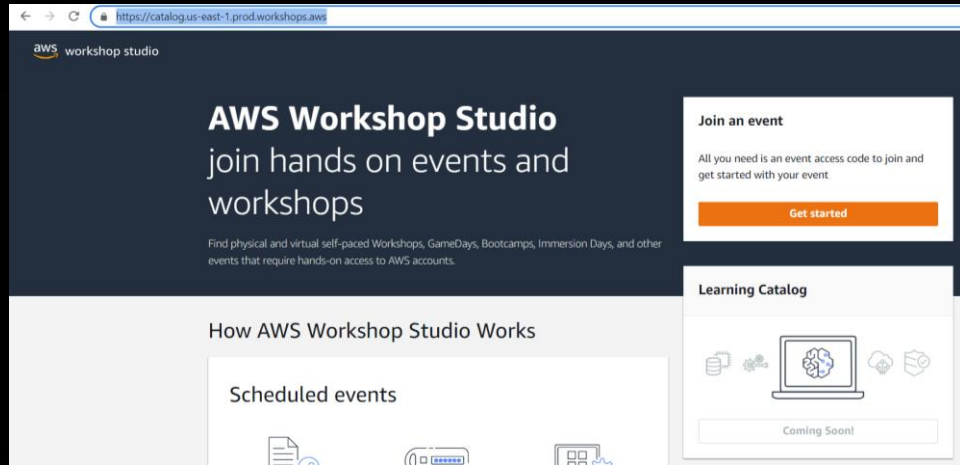 https://catalog.us-east-1.prod.workshops.aws
aws workshop studio
AWS Workshop Studio
join hands on events and
workshops
Find physical and virtual self-paced Workshops, GameDays, Bootcamps, Immersion Days, and other
events that require hands-on access to AWS accounts.
Join an event
All you need is an event access code to join and
get started with your event
Get started
Learning Catalog
Coming Soon!
How AWS Workshop Studio Works
Scheduled events